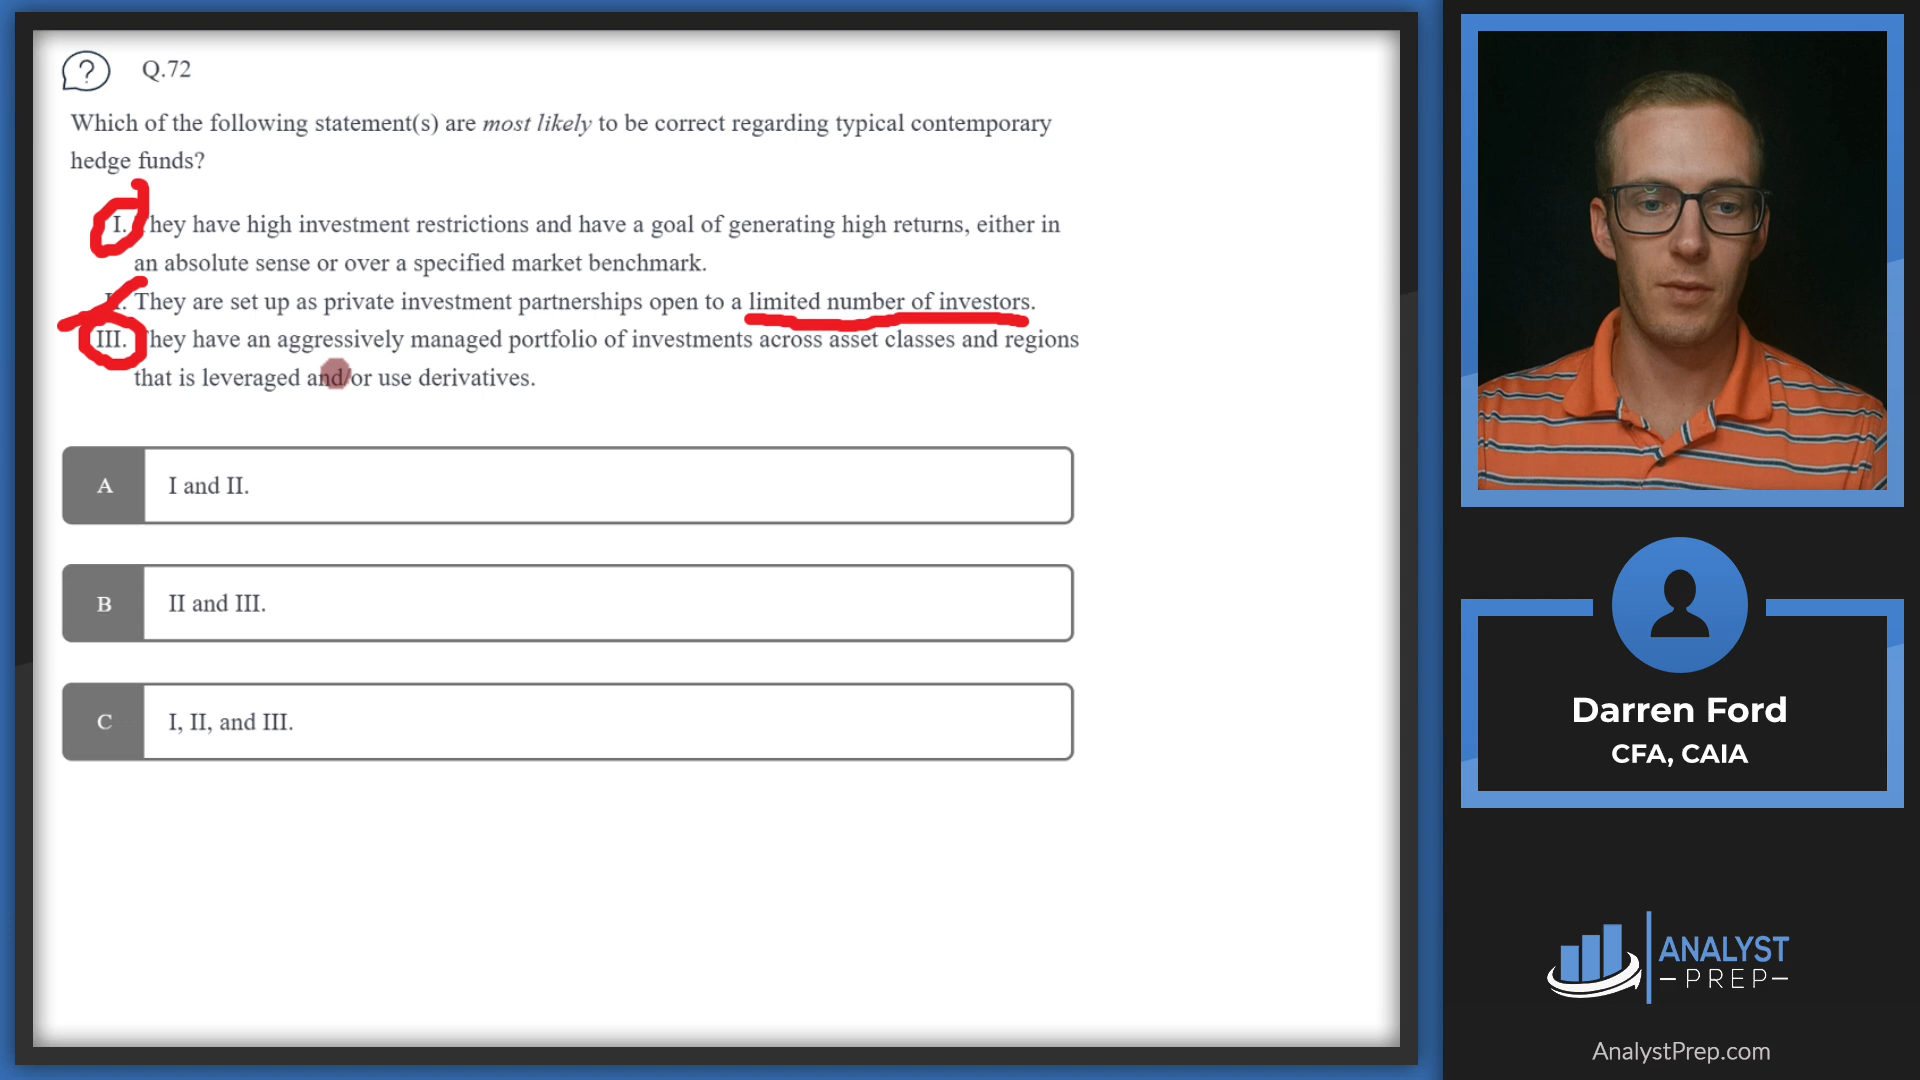 Q.72
Which of the following statement(s) are most likely to be correct regarding typical contemporary
hedge funds?
I. They have high investment restrictions and have a goal of generating high returns, either in
an absolute sense or over a specified market benchmark.
II. They are set up as private investment partnerships open to a limited number of investors.
III. They have an aggressively managed portfolio of investments across asset classes and regions
that is leveraged and/or use derivatives.
A I and II.
B II and III.
C I, II, and III.
Darren Ford
CFA, CAIA
ANALYST
PREP
AnalystPrep.com